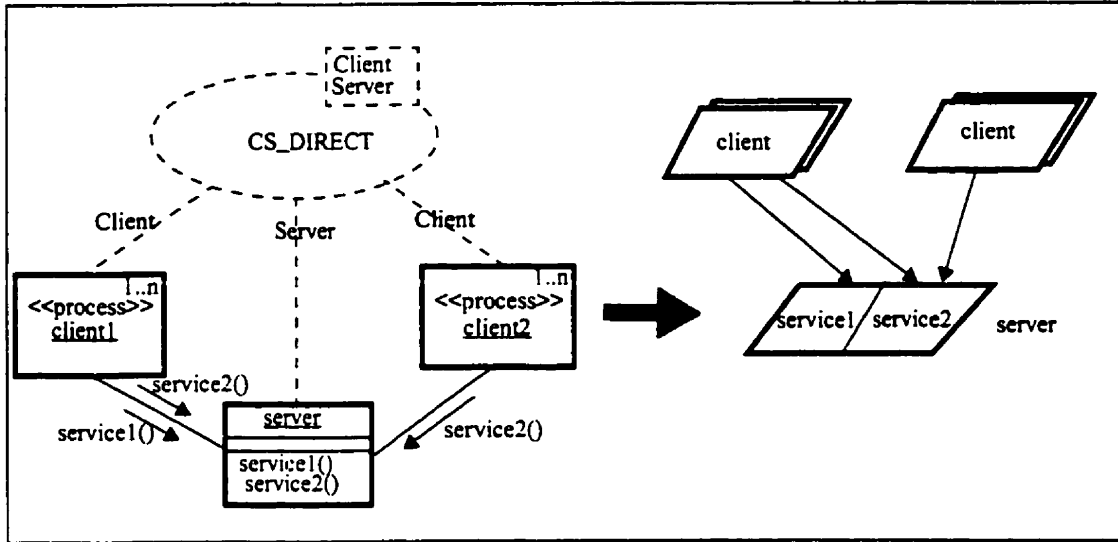 Client
Server
CS_DIRECT
Client
Server
Client
1..n
<<process>>
client1
1..n
<<process>>
client2
service2()
service1()
server
service1()
service2()
service2()
client
client
service1
service2
server